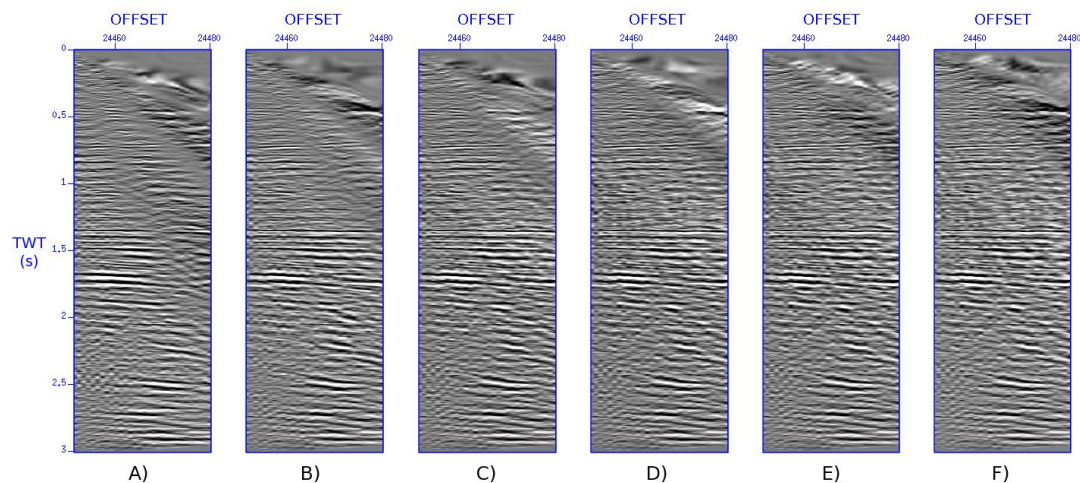 OFFSET OFFSET OFFSET OFFSET OFFSET OFFSET
24460 24480 24460 24480 24460 24480 24460 24480 24460 24480 24460 24480
0
0.5
1
TWT
1.5
(s)
2
2.5
3
A) B) C) D) E) F)